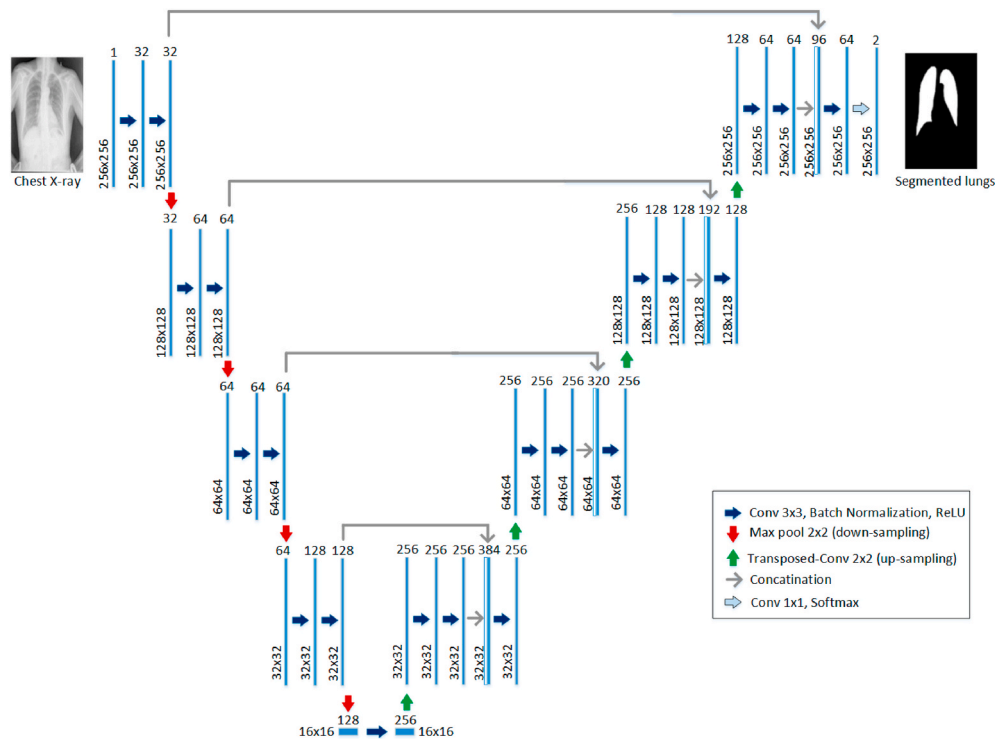 1 32 32
256x256 256x256 256x256
Chest X-ray
128 64 64 96 64 2
256x256 256x256 256x256 256x256 256x256 256x256
Segmented lungs
32 64 64
128x128 128x128 128x128
256 128 128 192 128
128x128 128x128 128x128 128x128 128x128
64 64 64
64x64 64x64 64x64
256 256 256 320 256
64x64 64x64 64x64 64x64 64x64
64 128 128
32x32 32x32 32x32
256 256 256 384 256
32x32 32x32 32x32 32x32 32x32
128 256
16x16 16x16
Conv 3x3, Batch Normalization, ReLU
Max pool 2x2 (down-sampling)
Transposed-Conv 2x2 (up-sampling)
Concatination
Conv 1x1, Softmax